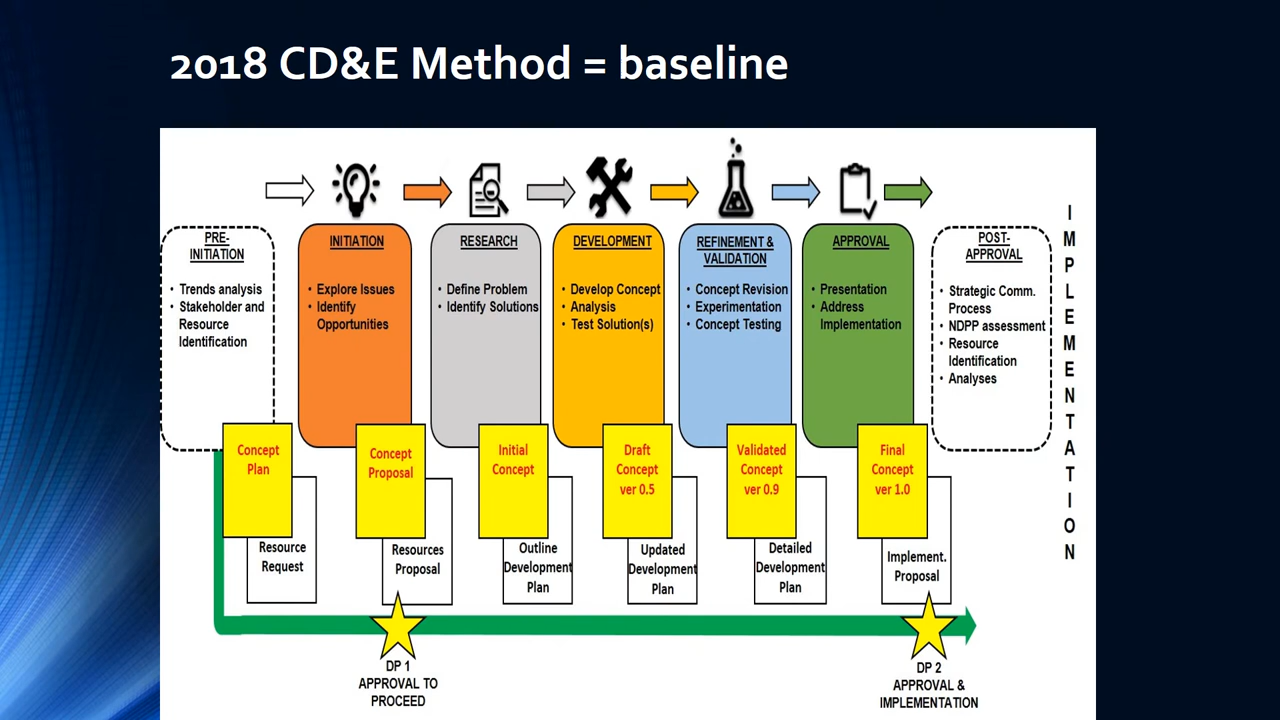 2018 CD&E Method = baseline
PRE-
INITIATION
• Trends analysis
• Stakeholder and
Resource
Identification
INITIATION
• Explore Issues
• Identify
Opportunities
RESEARCH
• Define Problem
• Identify Solutions
DEVELOPMENT
• Develop Concept
• Analysis
• Test Solution(s)
REFINEMENT &
VALIDATION
• Concept Revision
• Experimentation
• Concept Testing
APPROVAL
• Presentation
• Address
Implementation
POST-
APPROVAL
• Strategic Comm.
Process
• NDPP assessment
• Resource
Identification
• Analyses
IMPLEMENTATION
Concept
Plan
Resource
Request
Concept
Proposal
Resources
Proposal
Initial
Concept
Outline
Development
Plan
Draft
Concept
ver 0.5
Updated
Development
Plan
Validated
Concept
ver 0.9
Detailed
Development
Plan
Final
Concept
ver 1.0
Implement.
Proposal
DP 1
APPROVAL TO
PROCEED
DP 2
APPROVAL &
IMPLEMENTATION